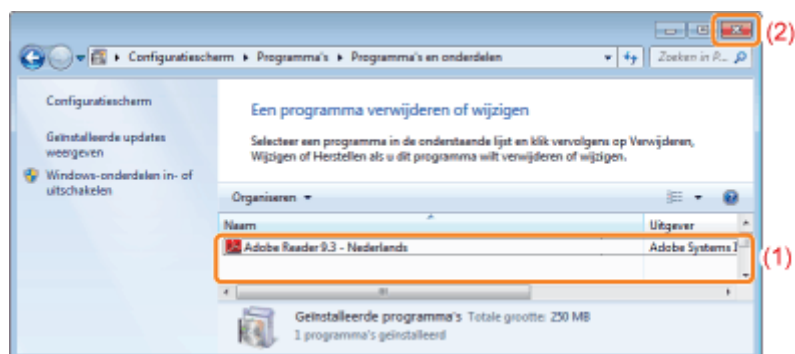 (2)
Configuratiescherm Programma's Programma's en onderdelen Zoeken in P...
Configuratiescherm
Geïnstalleerde updates
weergeven
Windows-onderdelen in- of
uitschakelen
Een programma verwijderen of wijzigen
Selecteer een programma in de onderstaande lijst en klik vervolgens op Verwijderen,
Wijzigen of Herstellen als u dit programma wilt verwijderen of wijzigen.
Organiseren
Naam Uitgever
Adobe Reader 9.3 - Nederlands Adobe Systems I
(1)
Geïnstalleerde programma's Totale grootte: 250 MB
1 programma's geïnstalleerd